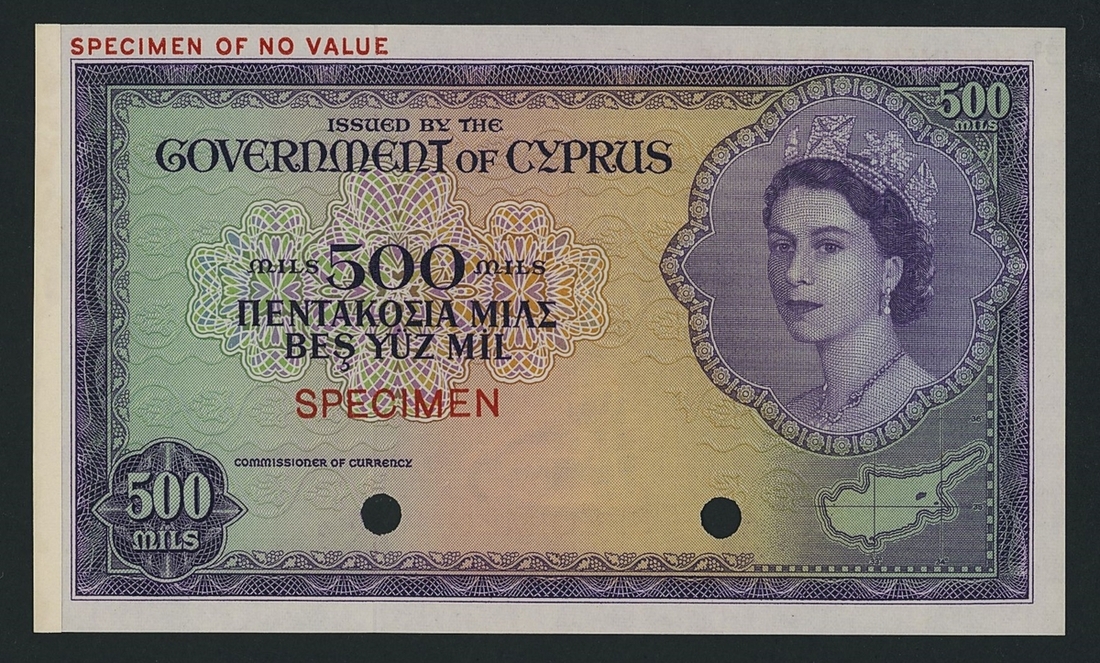 SPECIMEN OF NO VALUE
500
MILS
ISSUED BY THE
GOVERNMENT OF CYPRUS
MILS 500 MILS
ΠΕΝΤΑΚΟΣΙΑ ΜΙΛΣ
BEŞ YÜZ MİL
SPECIMEN
COMMISSIONER OF CURRENCY
500
MILS